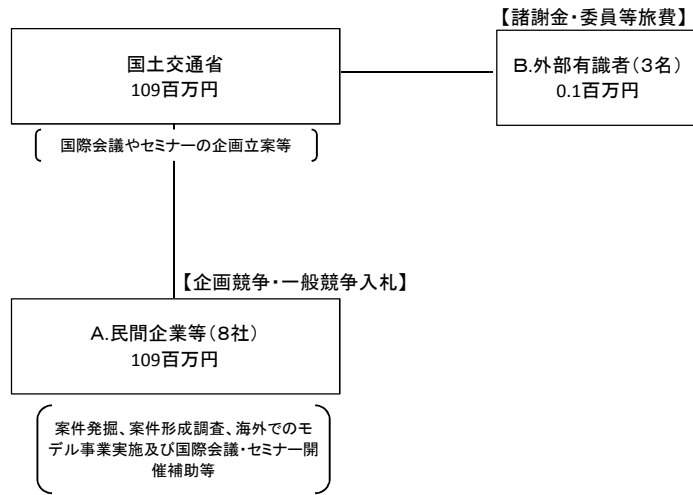 【諸謝金・委員等旅費】
国土交通省
109百万円
B.外部有識者（3名）
0.1百万円
国際会議やセミナーの企画立案等
【企画競争・一般競争入札】
A.民間企業等（8社）
109百万円
案件発掘、案件形成調査、海外でのモ
デル事業実施及び国際会議・セミナー開
催補助等